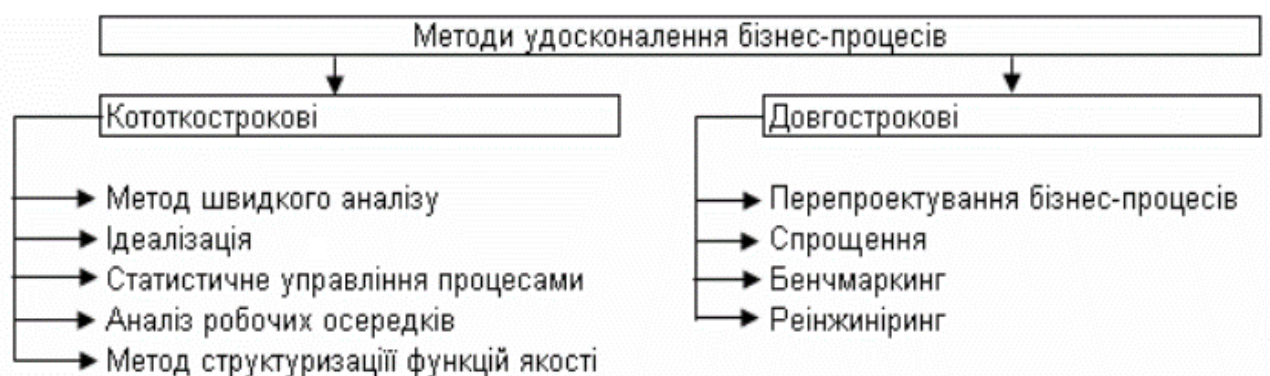 Методи удосконалення бізнес-процесів
Кототкострокові
Метод швидкого аналізу
Ідеалізація
Статистичне управління процесами
Аналіз робочих осередків
Метод структуризаціїї функцій якості
Довгострокові
Перепроектування бізнес-процесів
Спрощення
Бенчмаркинг
Реінжиніринг